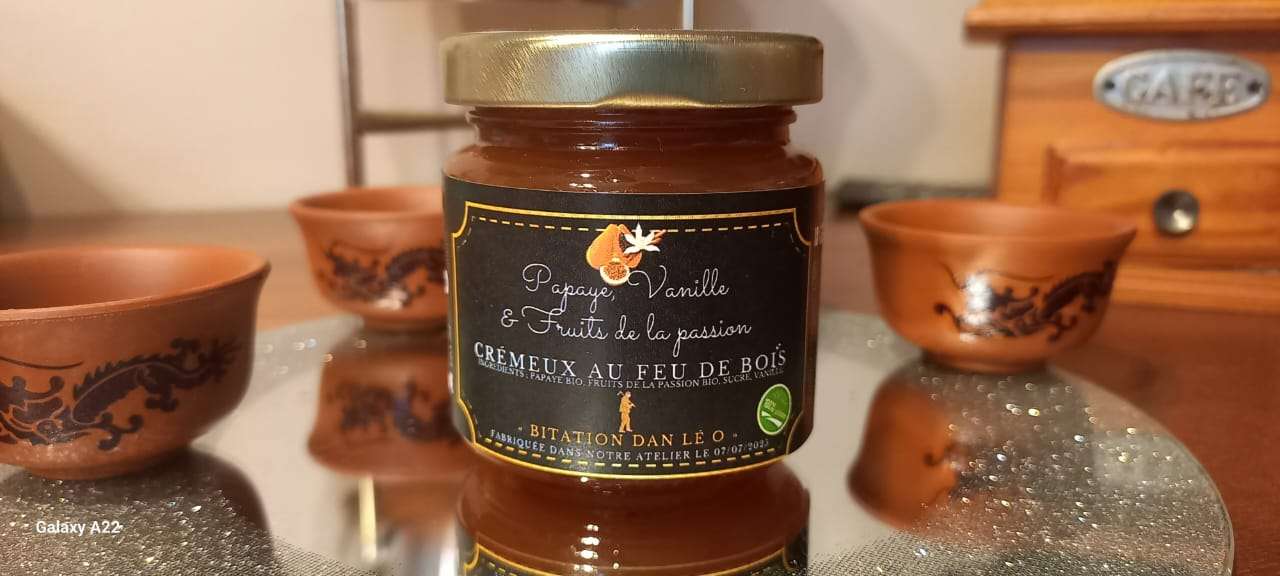 CAFE
Papaye, Vanille
& Fruits de la passion
CRÉMEUX AU FEU DE BOIS
INGRÉDIENTS : PAPAYE BIO, FRUITS DE LA PASSION BIO, SUCRE, VANILLE
100%
" BITATION DAN LÉ O "
FABRIQUÉE DANS NOTRE ATELIER LE 07/07/2023
Galaxy A22